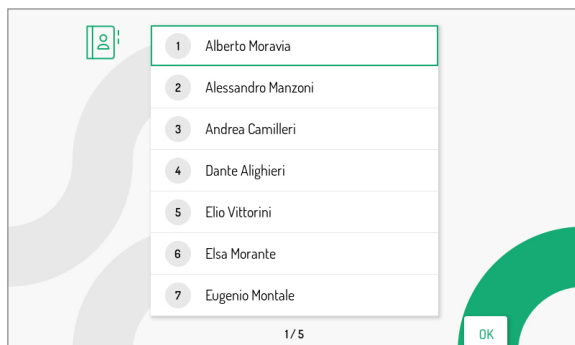 1 Alberto Moravia
2 Alessandro Manzoni
3 Andrea Camilleri
4 Dante Alighieri
5 Elio Vittorini
6 Elsa Morante
7 Eugenio Montale
1 / 5
OK